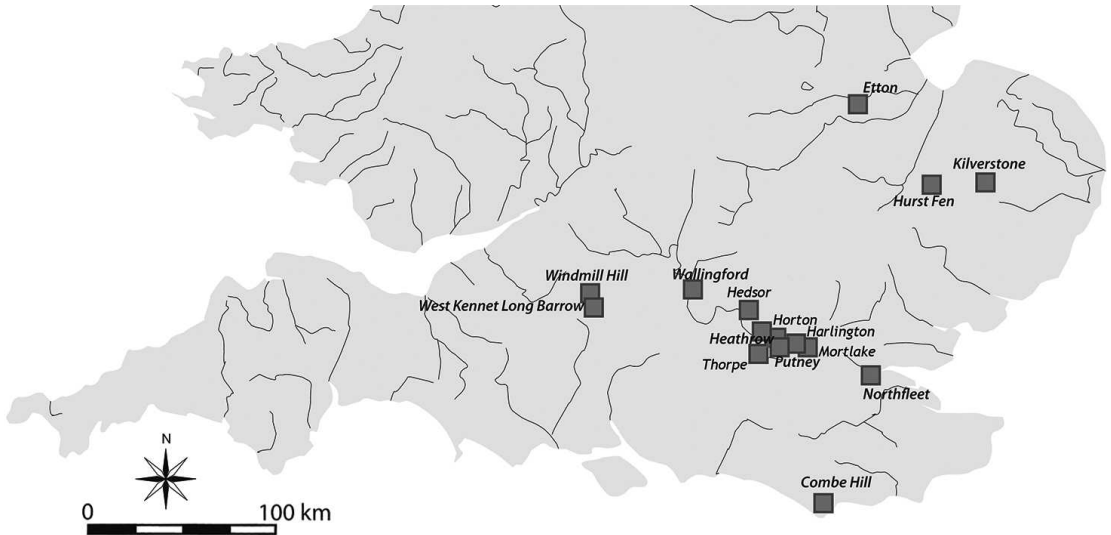 Etton
Kilverstone
Hurst Fen
Windmill Hill
Wallingford
Hedsor
West Kennet Long Barrow
Horton
Harlington
Heathrow
Mortlake
Thorpe
Putney
Northfleet
N
Combe Hill
0
100 km